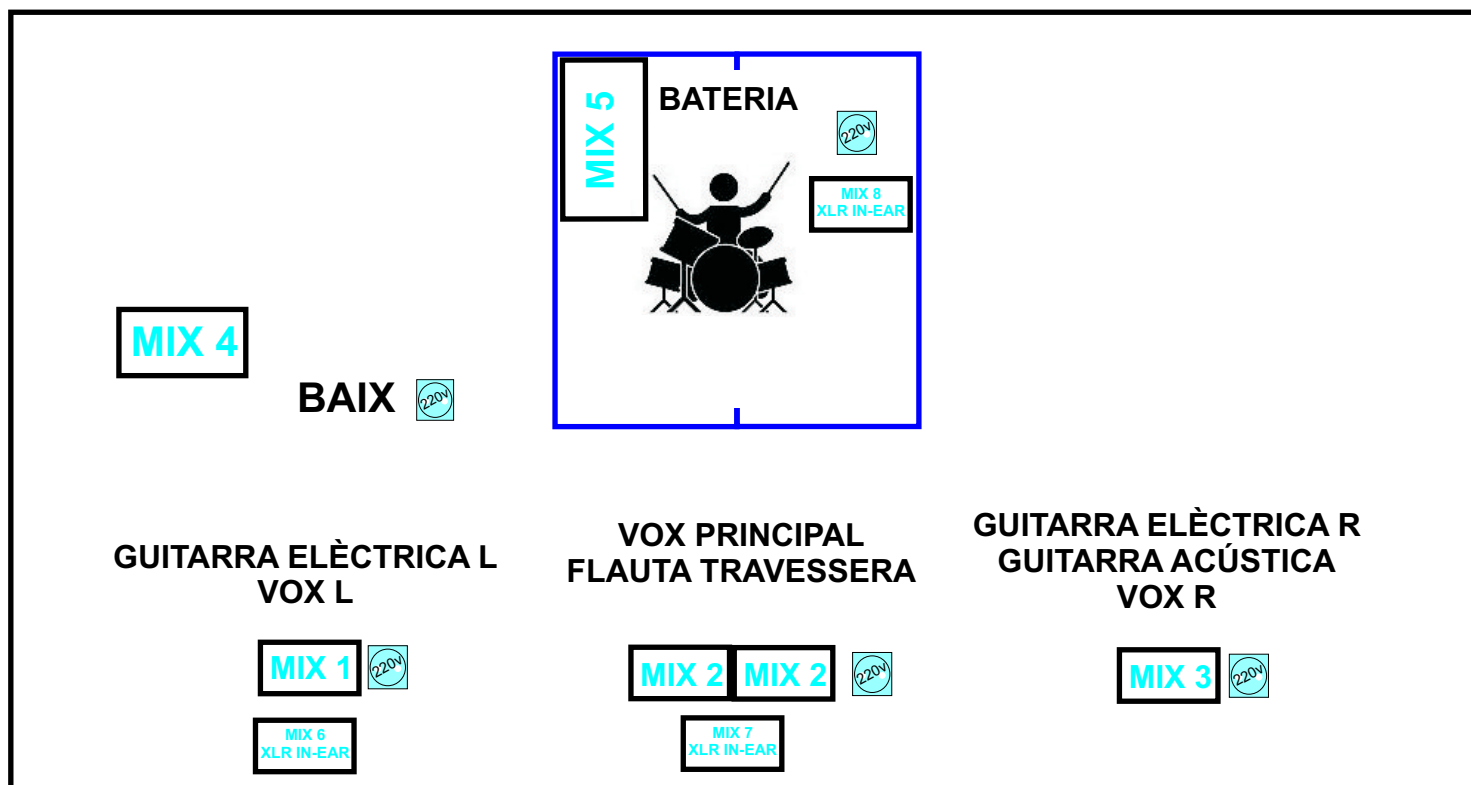 BATERIA
MIX 5
220v
MIX 8
XLR IN-EAR
MIX 4
BAIX
220v
GUITARRA ELÈCTRICA L
VOX L
VOX PRINCIPAL
FLAUTA TRAVESSERA
GUITARRA ELÈCTRICA R
GUITARRA ACÚSTICA
VOX R
MIX 1
220v
MIX 2
MIX 2
220v
MIX 3
220v
MIX 6
XLR IN-EAR
MIX 7
XLR IN-EAR